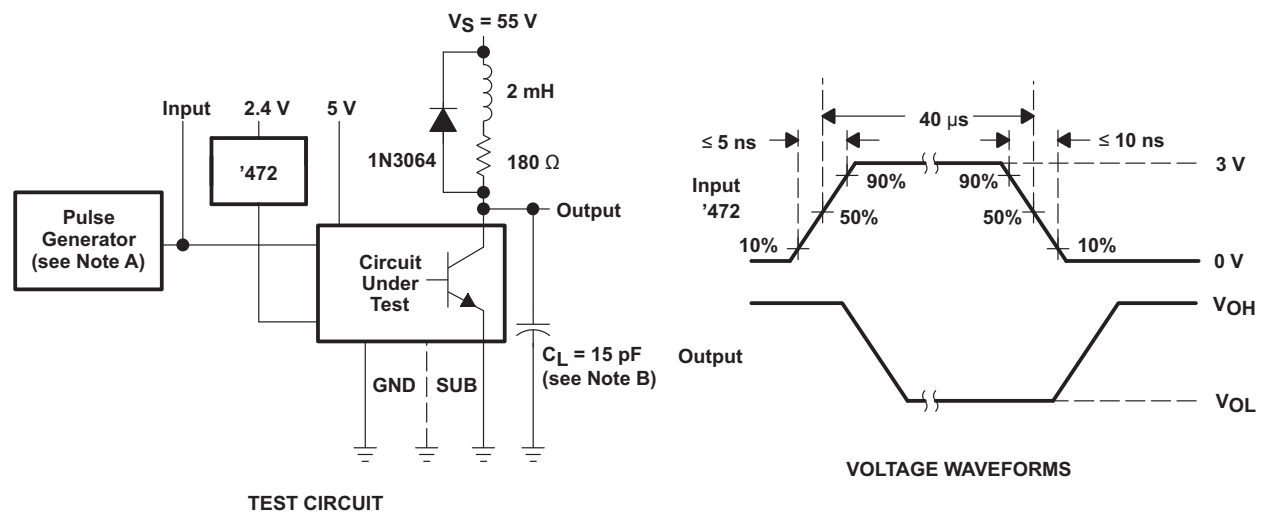 VS = 55 V
2 mH
Input
2.4 V
5 V
1N3064
180 Ω
'472
Output
Pulse
Generator
(see Note A)
Circuit
Under
Test
CL = 15 pF
(see Note B)
GND
SUB
TEST CIRCUIT
40 μs
≤ 5 ns
≤ 10 ns
3 V
Input
'472
90%
90%
50%
50%
10%
10%
0 V
VOH
Output
VOL
VOLTAGE WAVEFORMS